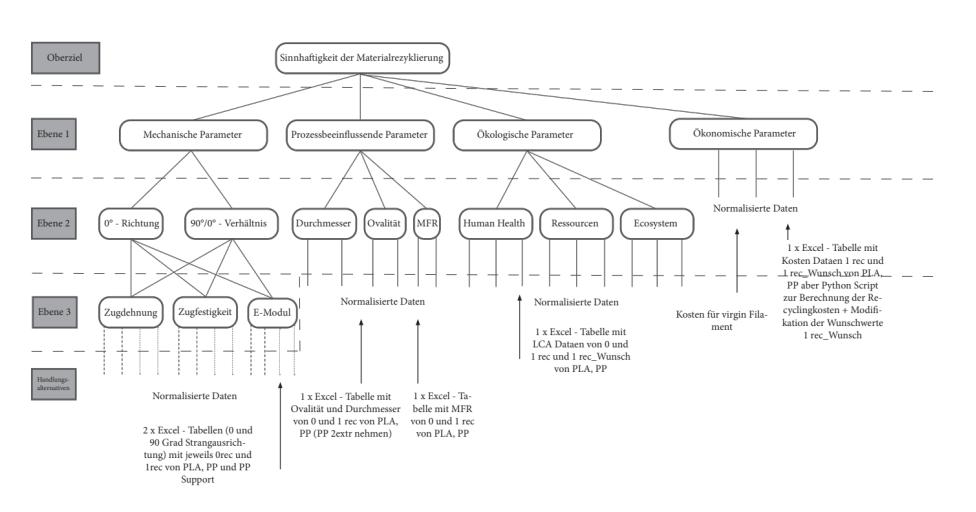 Oberziel
Sinnhaftigkeit der Materialrezyklierung
Ebene 1
Mechanische Parameter
Prozessbeeinflussende Parameter
Ökologische Parameter
Ökonomische Parameter
Ebene 2
0° - Richtung
90°/0° - Verhältnis
Durchmesser
Ovalität
MFR
Human Health
Ressourcen
Ecosystem
Normalisierte Daten
1 x Excel - Tabelle mit
Kosten Dataen 1 rec und
1 rec_Wunsch von PLA,
PP aber Python Script
zur Berechnung der Re-
cyclingkosten + Modifi-
kation der Wunschwerte
1 rec_Wunsch
Kosten für virgin Fila-
ment
Ebene 3
Zugdehnung
Zugfestigkeit
E-Modul
Normalisierte Daten
Normalisierte Daten
1 x Excel - Tabelle mit
LCA Dataen von 0 und
1 rec und 1 rec_Wunsch
von PLA, PP
Handlungs-
alternativen
Normalisierte Daten
2 x Excel - Tabellen (0 und
90 Grad Strangausrich-
tung) mit jeweils 0rec und
1rec von PLA, PP und PP
Support
1 x Excel - Tabelle mit
Ovalität und Durchmesser
von 0 und 1 rec von PLA,
PP (PP 2extr nehmen)
1 x Excel - Ta-
belle mit MFR
von 0 und 1 rec
von PLA, PP